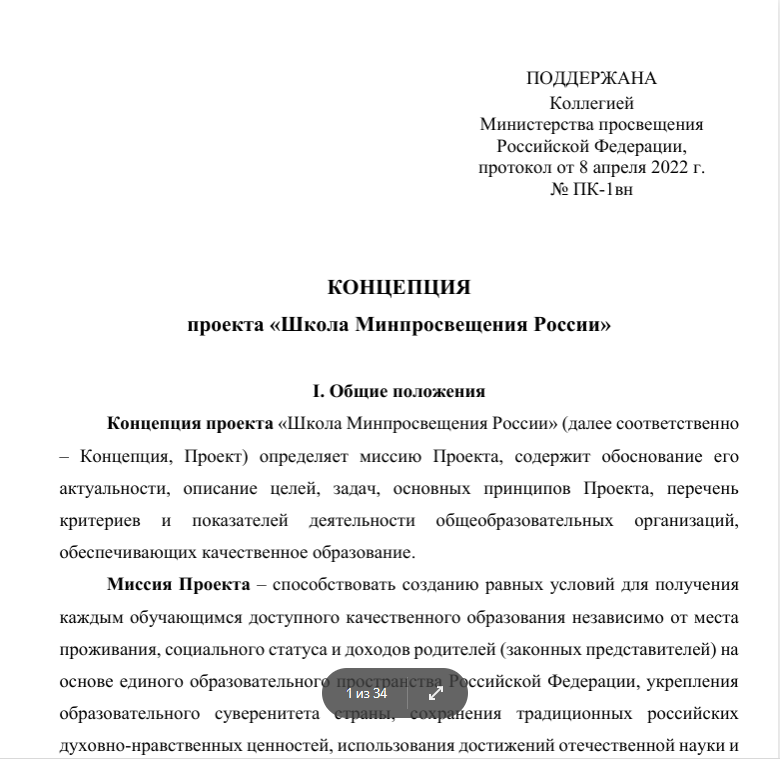 ПОДДЕРЖАНА
Коллегией
Министерства просвещения
Российской Федерации,
протокол от 8 апреля 2022 г.
№ ПК-1вн
КОНЦЕПЦИЯ
проекта «Школа Минпросвещения России»
I. Общие положения
Концепция проекта «Школа Минпросвещения России» (далее соответственно
– Концепция, Проект) определяет миссию Проекта, содержит обоснование его
актуальности, описание целей, задач, основных принципов Проекта, перечень
критериев и показателей деятельности общеобразовательных организаций,
обеспечивающих качественное образование.
Миссия Проекта – способствовать созданию равных условий для получения
каждым обучающимся доступного качественного образования независимо от места
проживания, социального статуса и доходов родителей (законных представителей) на
основе единого образовательного пространства Российской Федерации, укрепления
1 из 34
образовательного суверенитета страны, сохранения традиционных российских
духовно-нравственных ценностей, использования достижений отечественной науки и